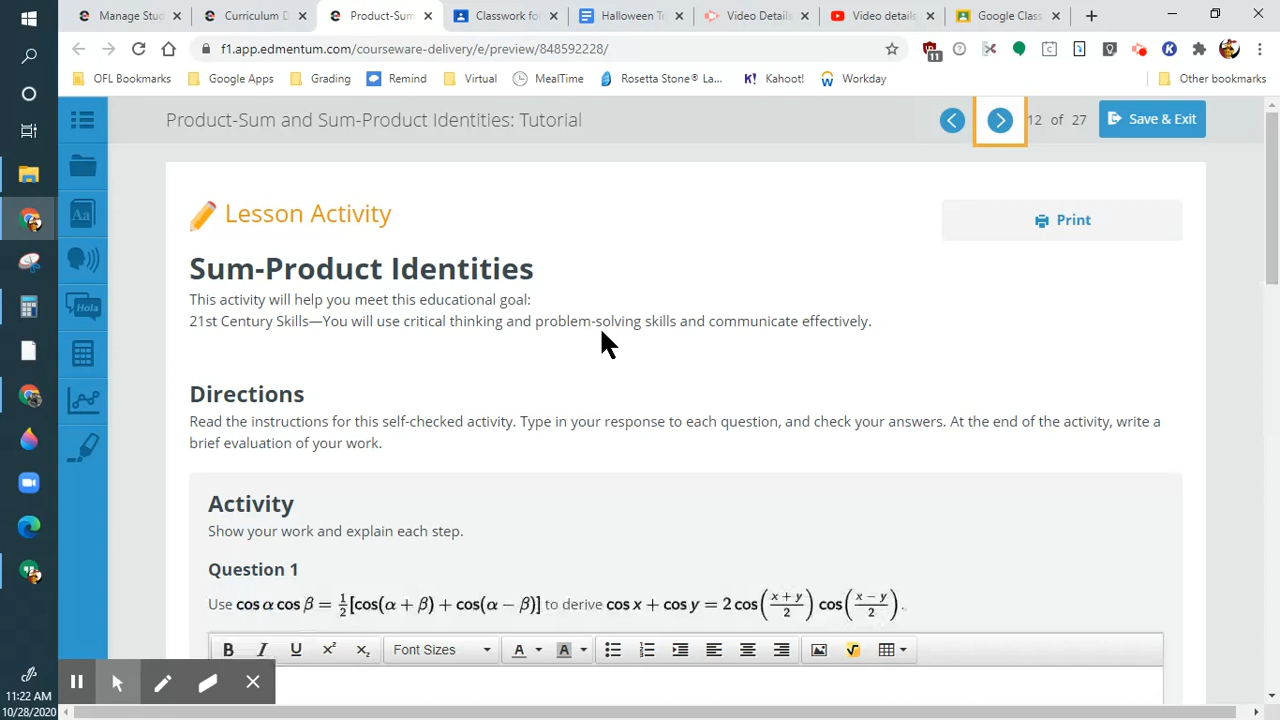 Manage Stud
Curriculum D
Product-Sum
Classwork for
Halloween Tr
Video Details
Video details
Google Class
f1.app.edmentum.com/courseware-delivery/e/preview/848592228/
11
OFL Bookmarks
Google Apps
Grading
Remind
Virtual
MealTime
Rosetta Stone® La...
K! Kahoot!
Workday
Other bookmarks
Product-Sum and Sum-Product Identities: Tutorial
12 of 27
Save & Exit
Aa
Hola
Lesson Activity
Print
Sum-Product Identities
This activity will help you meet this educational goal:
21st Century Skills—You will use critical thinking and problem-solving skills and communicate effectively.
Directions
Read the instructions for this self-checked activity. Type in your response to each question, and check your answers. At the end of the activity, write a
brief evaluation of your work.
Activity
Show your work and explain each step.
Question 1
Use cos α cos β = 1/2[cos(α + β) + cos(α − β)] to derive cos x + cos y = 2 cos((x + y)/2) cos((x − y)/2).
B I U x² x₂ Font Sizes A A
11:22 AM
10/28/2020